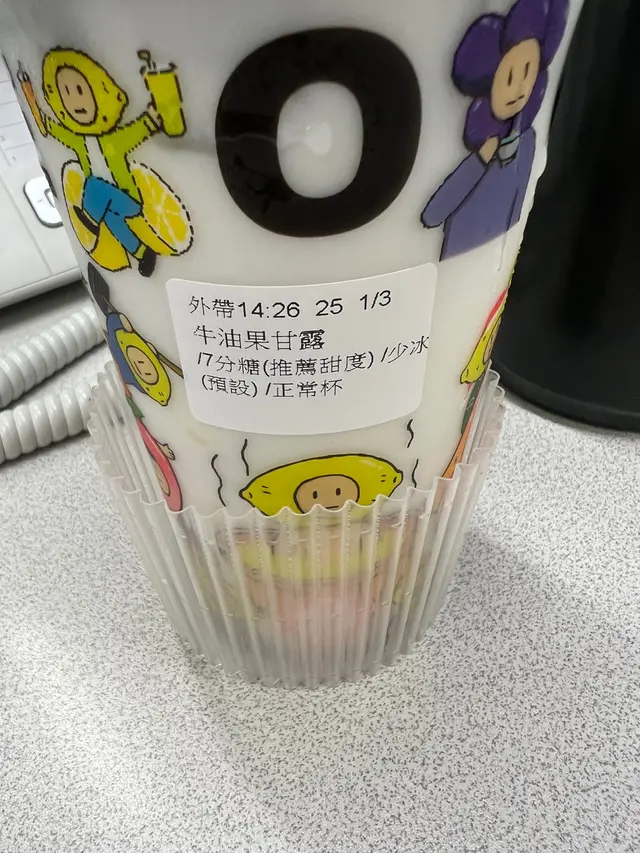 O
外帶14:26 25 1/3
牛油果甘露
/7分糖(推薦甜度) /少冰
(預設) /正常杯